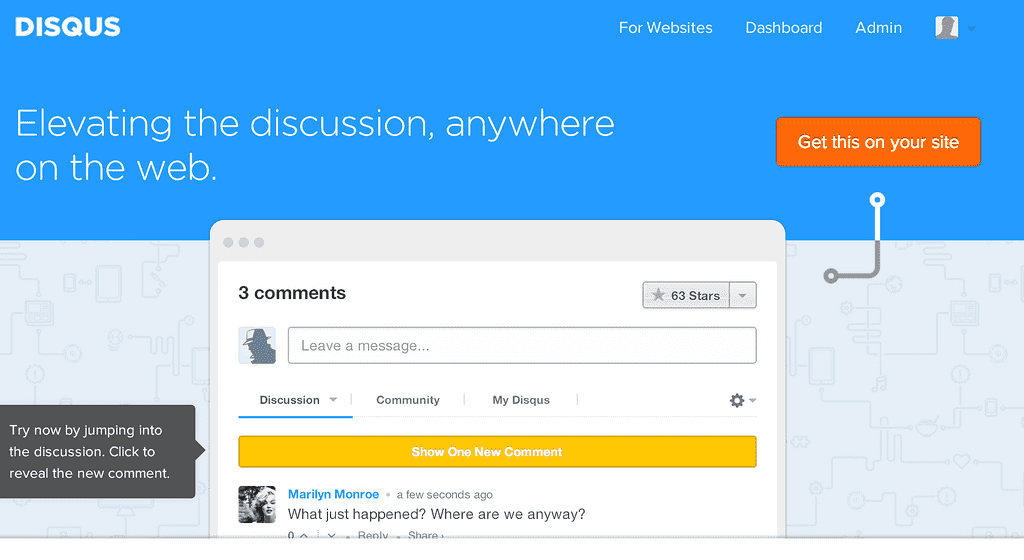 DISQUS
For Websites
Dashboard
Admin
Elevating the discussion, anywhere
on the web.
Get this on your site
3 comments
63 Stars
Leave a message...
Discussion
Community
My Disqus
Try now by jumping into
the discussion. Click to
reveal the new comment.
Show One New Comment
Marilyn Monroe • a few seconds ago
What just happened? Where are we anyway?
0
Reply
Share ›